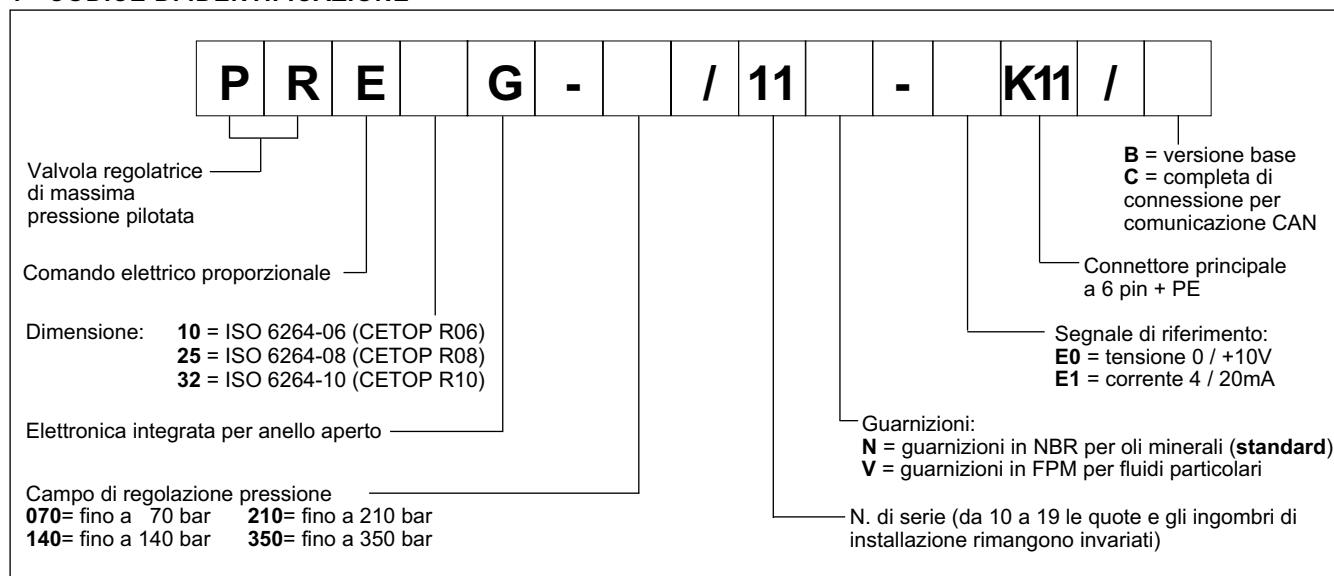 P R E G - / 11 - K11 /
Valvola regolatrice
di massima
pressione pilotata
Comando elettrico proporzionale
Dimensione: 10 = ISO 6264-06 (CETOP R06)
25 = ISO 6264-08 (CETOP R08)
32 = ISO 6264-10 (CETOP R10)
Elettronica integrata per anello aperto
Campo di regolazione pressione
070= fino a 70 bar 210= fino a 210 bar
140= fino a 140 bar 350= fino a 350 bar
B = versione base
C = completa di
connessione per
comunicazione CAN
Connettore principale
a 6 pin + PE
Segnale di riferimento:
E0 = tensione 0 / +10V
E1 = corrente 4 / 20mA
Guarnizioni:
N = guarnizioni in NBR per oli minerali (standard)
V = guarnizioni in FPM per fluidi particolari
N. di serie (da 10 a 19 le quote e gli ingombri di
installazione rimangono invariati)